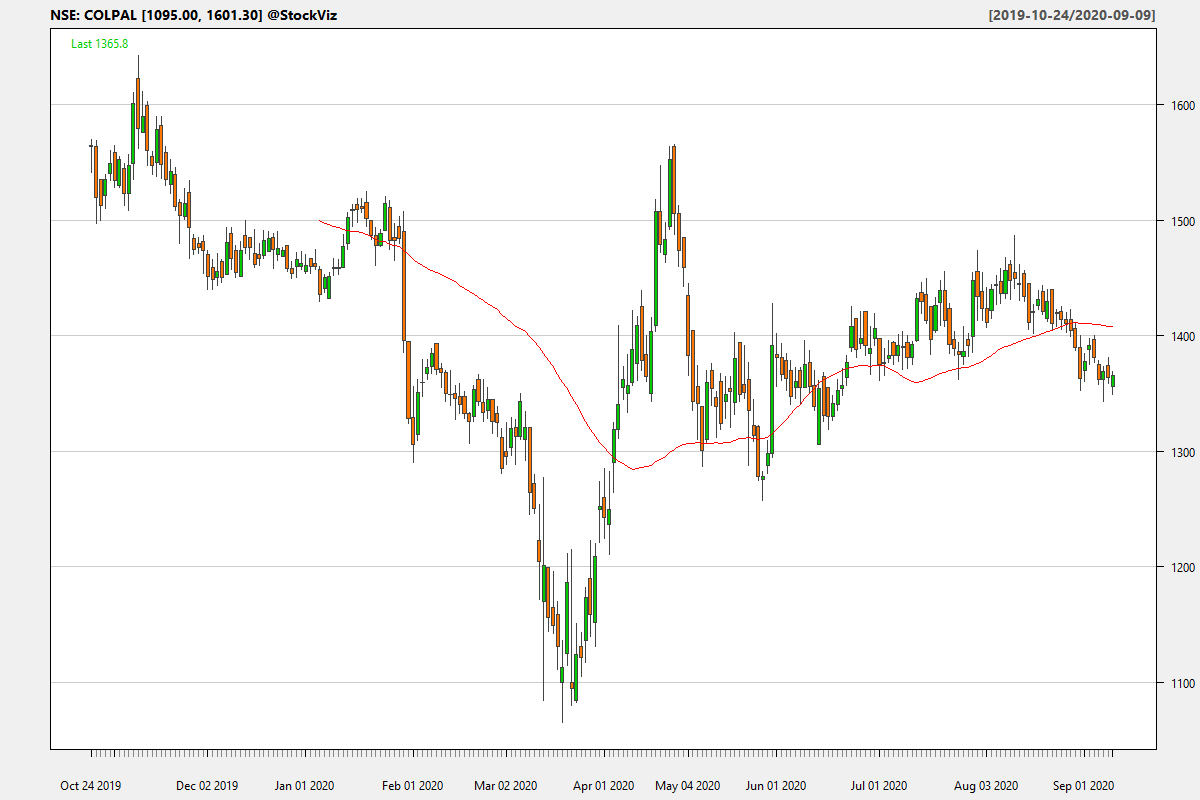 NSE: COLPAL [1095.00, 1601.30] @StockViz
[2019-10-24/2020-09-09]
Last 1365.8
1600
1500
1400
1300
1200
1100
Oct 24 2019
Dec 02 2019
Jan 01 2020
Feb 01 2020
Mar 02 2020
Apr 01 2020
May 04 2020
Jun 01 2020
Jul 01 2020
Aug 03 2020
Sep 01 2020